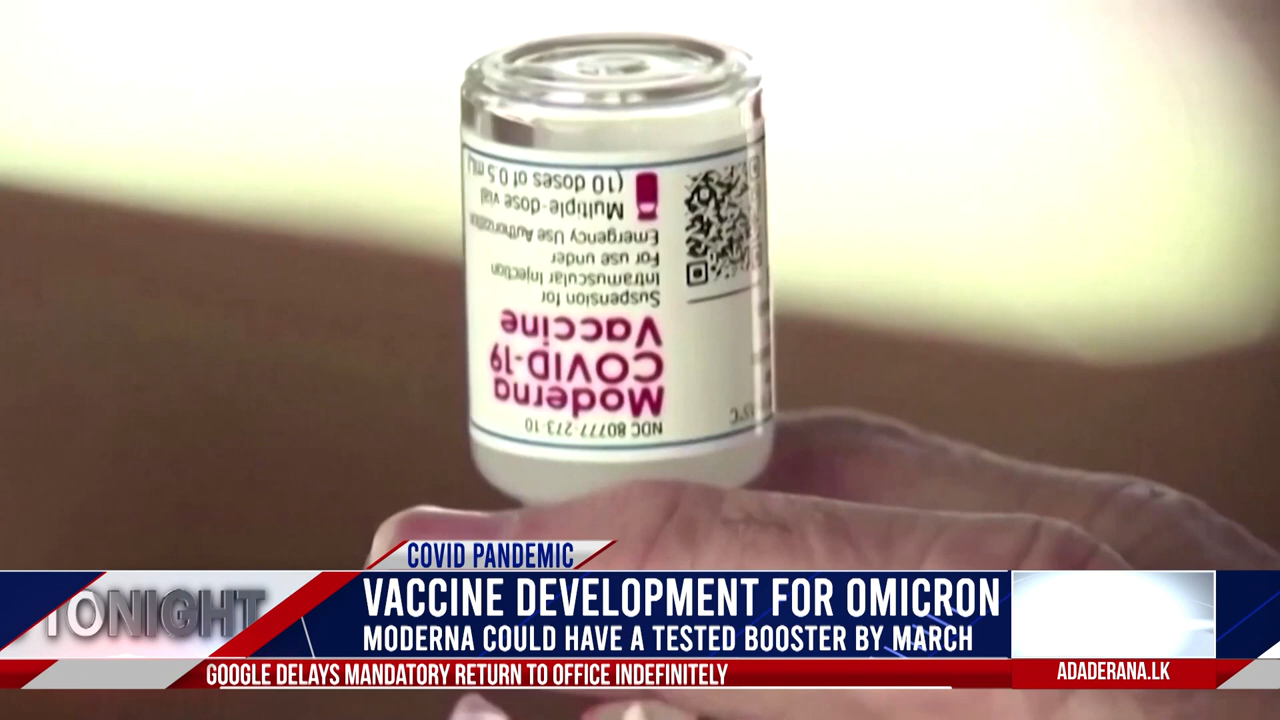 NDC 80777-273-10
Moderna
COVID-19
Vaccine
Suspension for
Intramuscular Injection
For use under
Emergency Use Authorization
Multiple-dose vial
(10 doses of 0.5 mL)
COVID PANDEMIC
TONIGHT
VACCINE DEVELOPMENT FOR OMICRON
MODERNA COULD HAVE A TESTED BOOSTER BY MARCH
GOOGLE DELAYS MANDATORY RETURN TO OFFICE INDEFINITELY
ADADERANA.LK